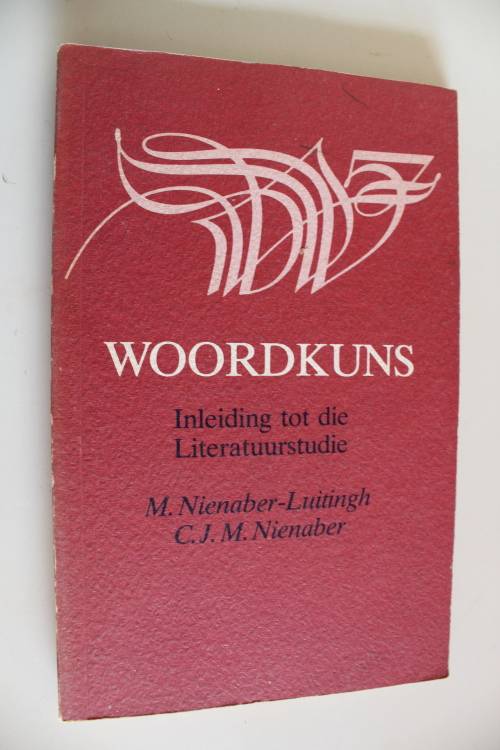 WOORDKUNS
Inleiding tot die
Literatuurstudie
M. Nienaber-Luitingh
C. J. M. Nienaber